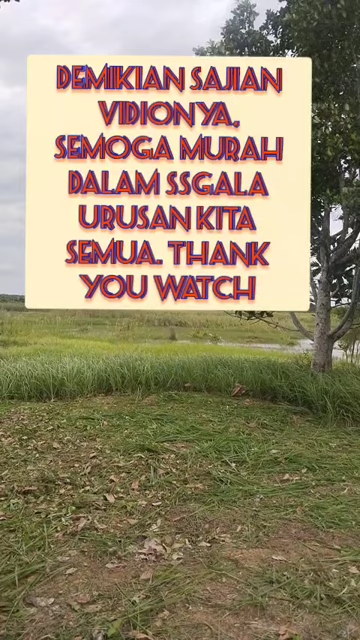 DEMIKIAN SAJIAN
VIDIONYA,
SEMOGA MURAH
DALAM SSGALA
URUSAN KITA
SEMUA. THANK
YOU WATCH